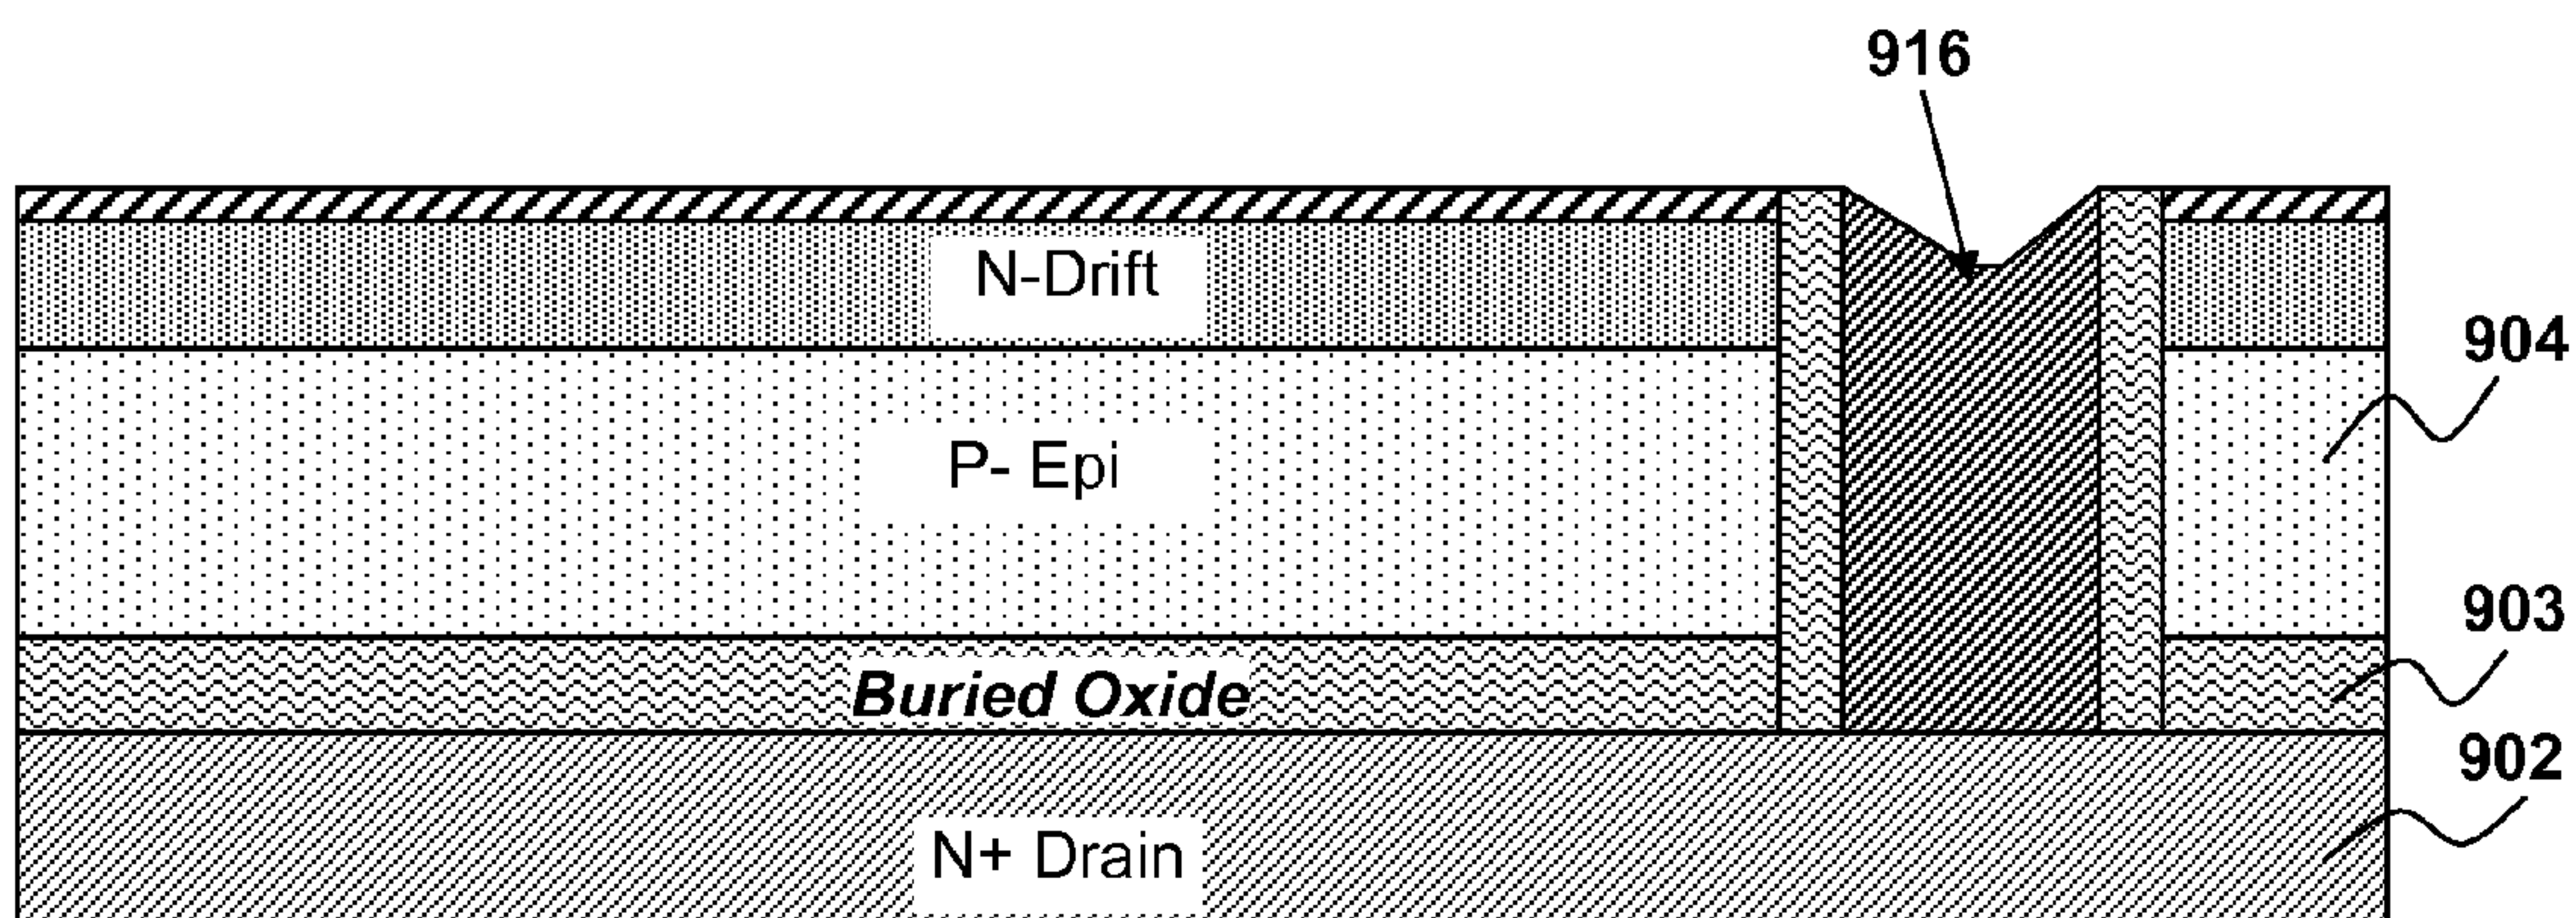 916
N-Drift
904
P- Epi
903
Buried Oxide
902
N+ Drain